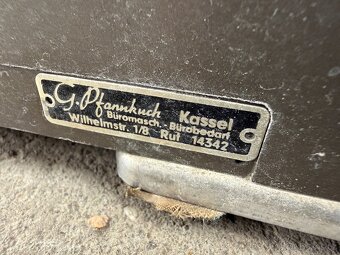 G. Pfannkuch Kassel
Büromasch.-Bürobedarf
Wilhelmstr. 1/8 Ruf 14342